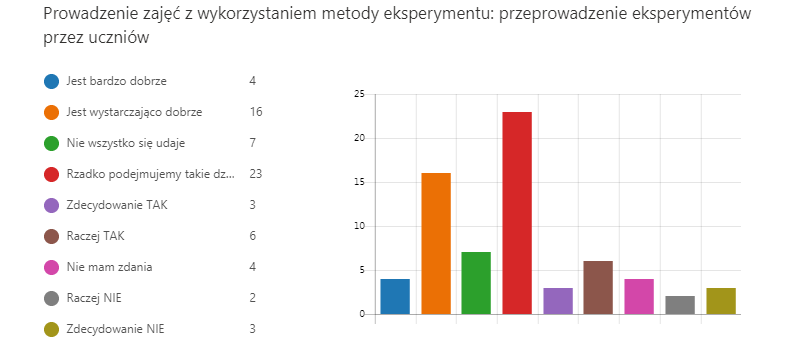 Prowadzenie zajęć z wykorzystaniem metody eksperymentu: przeprowadzenie eksperymentów
przez uczniów
Jest bardzo dobrze 4
Jest wystarczająco dobrze 16
Nie wszystko się udaje 7
Rzadko podejmujemy takie dz... 23
Zdecydowanie TAK 3
Raczej TAK 6
Nie mam zdania 4
Raczej NIE 2
Zdecydowanie NIE 3
25
20
15
10
5
0